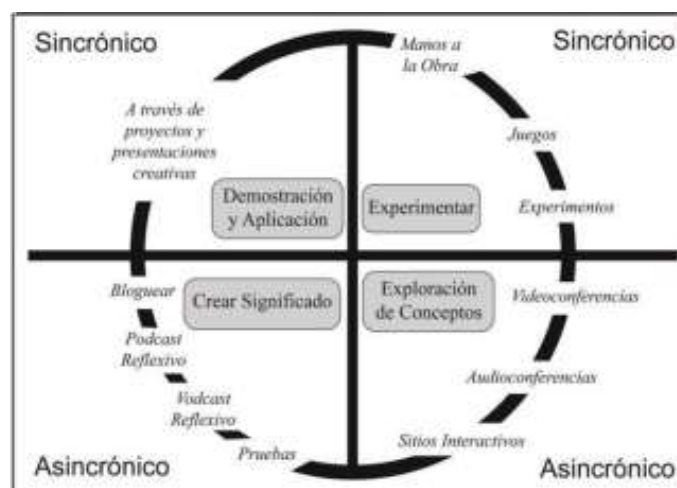 Sincrónico
Sincrónico
Manos a
la Obra
A través de
proyectos y
presentaciones
creativas
Juegos
Demostración
y Aplicación
Experimentar
Experimentos
Bloguear
Crear Significado
Exploración
de Conceptos
Videoconferencias
Podcast
Reflexivo
Audioconferencias
Vodcast
Reflexivo
Pruebas
Sitios Interactivos
Asincrónico
Asincrónico